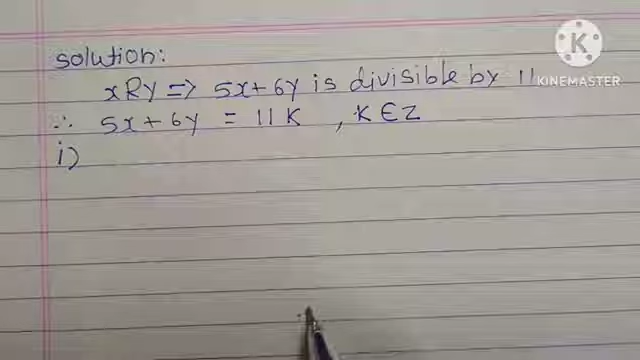 solution:
xRy => 5x+6y is divisible by 11
∴ 5x+6y = 11K , K∈Z
i)
K
KINEMASTER